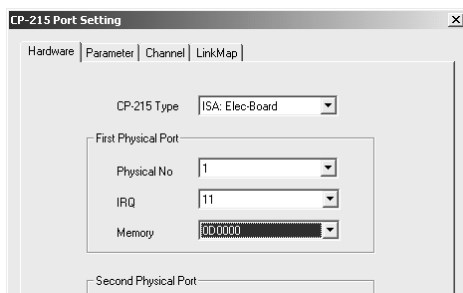 CP-215 Port Setting
Hardware Parameter Channel LinkMap
CP-215 Type ISA: Elec-Board
First Physical Port
Physical No 1
IRQ 11
Memory 0D0000
Second Physical Port